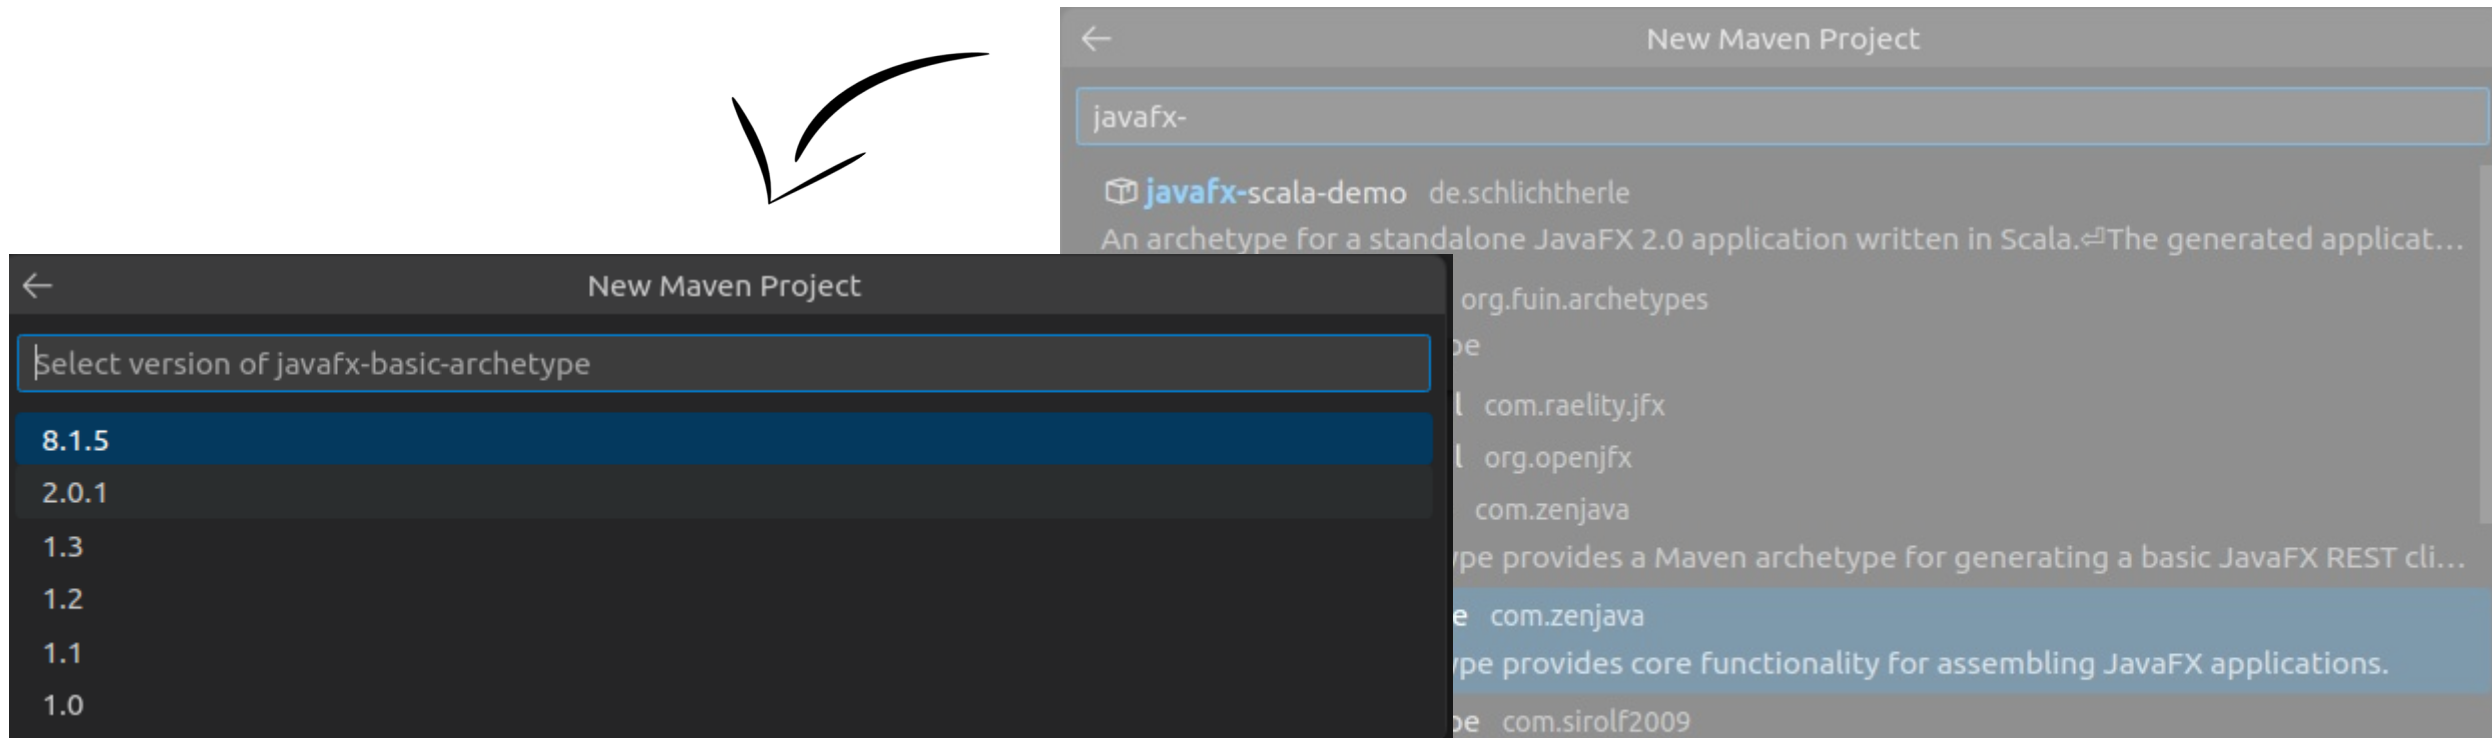 New Maven Project
javafx-
javafx-scala-demo de.schlichtherle
An archetype for a standalone JavaFX 2.0 application written in Scala.⏎The generated applicat...
org.fuin.archetypes
l com.raelity.jfx
l org.openjfx
com.zenjava
provides a Maven archetype for generating a basic JavaFX REST cli...
e com.zenjava
provides core functionality for assembling JavaFX applications.
com.sirolf2009
New Maven Project
Select version of javafx-basic-archetype
8.1.5
2.0.1
1.3
1.2
1.1
1.0